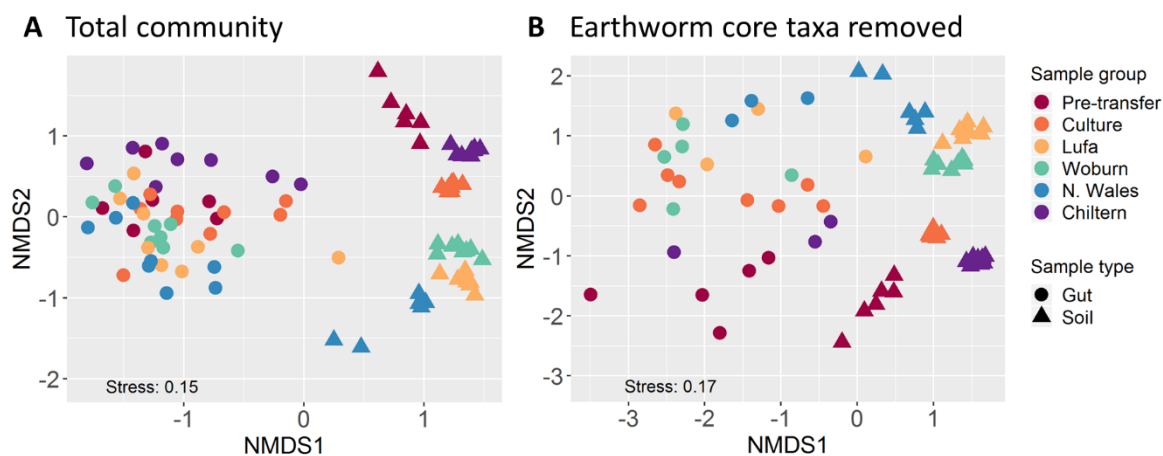 A Total community
B Earthworm core taxa removed
1
0
-1
-2
NMDS2
Stress: 0.15
-1
0
1
NMDS1
2
1
0
-1
-2
-3
NMDS2
Stress: 0.17
-3
-2
-1
0
1
NMDS1
Sample group
Pre-transfer
Culture
Lufa
Woburn
N. Wales
Chiltern
Sample type
Gut
Soil